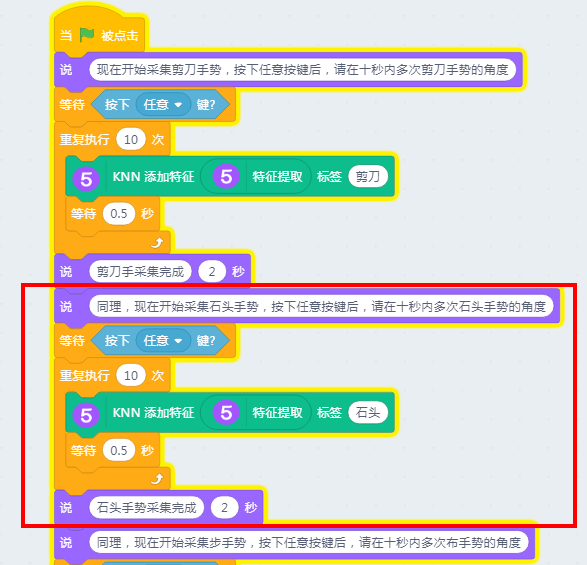 当 被点击
说 现在开始采集剪刀手势，按下任意按键后，请在十秒内多次剪刀手势的角度
等待 按下 任意 键?
重复执行 10 次
5 KNN 添加特征 5 特征提取 标签 剪刀
等待 0.5 秒
说 剪刀手采集完成 2 秒
说 同理，现在开始采集石头手势，按下任意按键后，请在十秒内多次石头手势的角度
等待 按下 任意 键?
重复执行 10 次
5 KNN 添加特征 5 特征提取 标签 石头
等待 0.5 秒
说 石头手势采集完成 2 秒
说 同理，现在开始采集步手势，按下任意按键后，请在十秒内多次布手势的角度